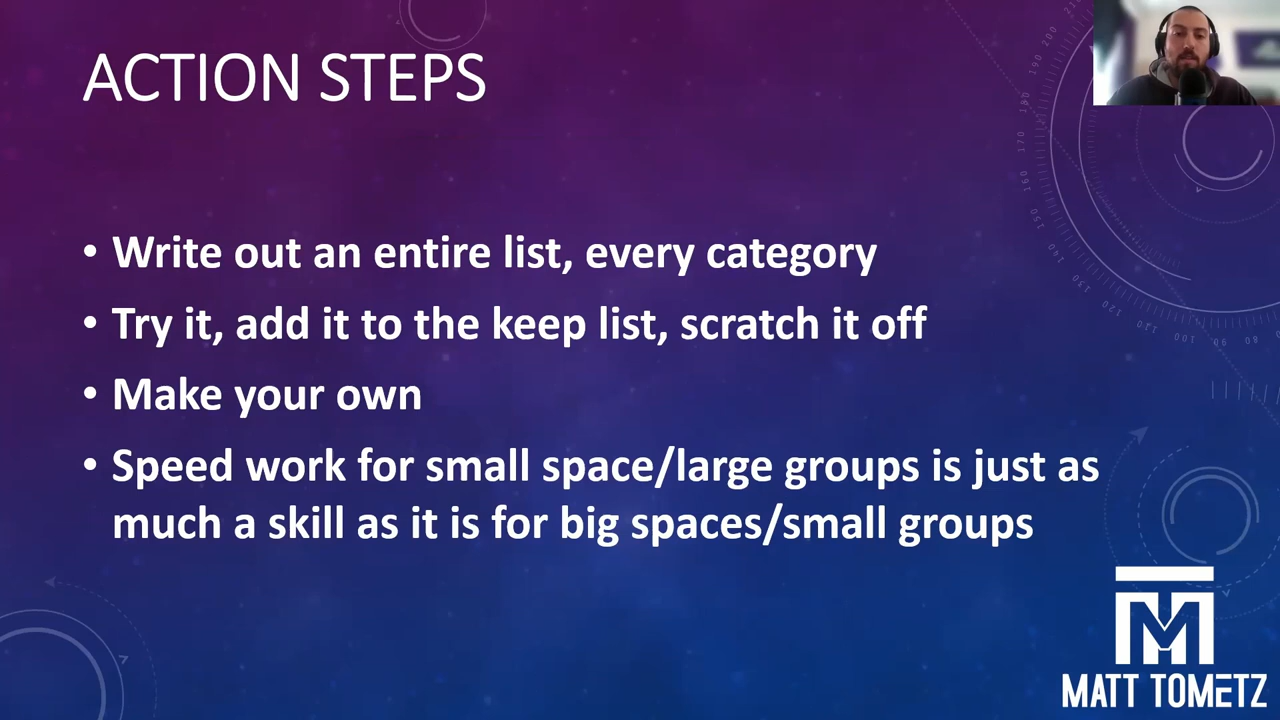 ACTION STEPS
• Write out an entire list, every category
• Try it, add it to the keep list, scratch it off
• Make your own
• Speed work for small space/large groups is just as
much a skill as it is for big spaces/small groups
MATT TOMETZ